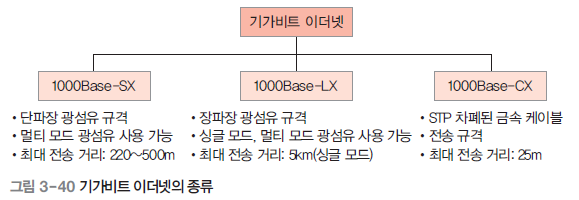 기가비트 이더넷
1000Base-SX
1000Base-LX
1000Base-CX
• 단파장 광섬유 규격
• 멀티 모드 광섬유 사용 가능
• 최대 전송 거리: 220~500m
• 장파장 광섬유 규격
• 싱글 모드, 멀티 모드 광섬유 사용 가능
• 최대 전송 거리: 5km(싱글 모드)
• STP 차폐된 금속 케이블
• 전송 규격
• 최대 전송 거리: 25m
그림 3-40 기가비트 이더넷의 종류